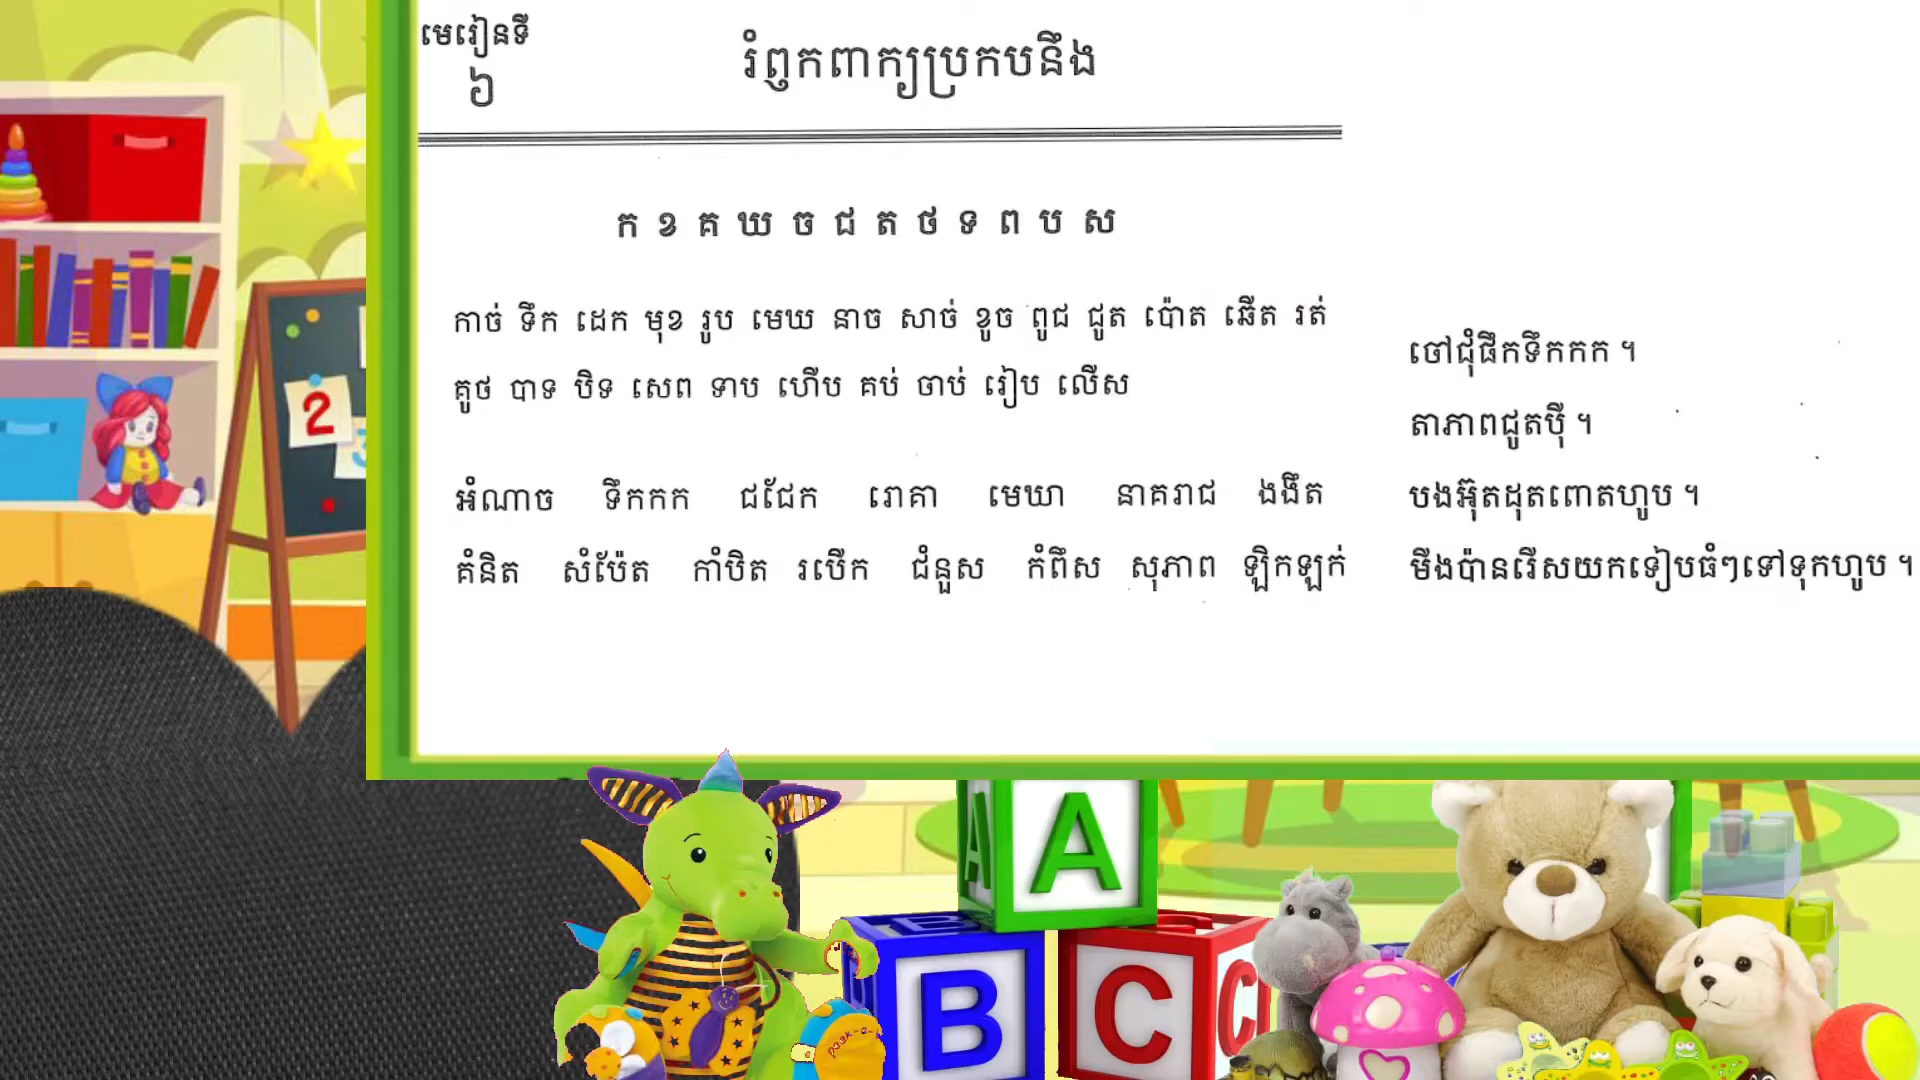 មេរៀនទី
៦
រំឭកពាក្យប្រកបនឹង
ក ខ គ ឃ ច ជ ត ថ ទ ព ប ស
កាច់ ទឹក ដេក មុខ រូប មេឃ នាច សាច់ ខូច ពូជ ជូត ប៉ោត ឆើត រត់
គូថ បាទ បិទ សេព ទាប ហើប គប់ ចាប់ រៀប លើស
អំណាច ទឹកកក ជជែក រោគា មេឃា នាគរាជ ងងឹត
គំនិត សំប៉ែត កាំបិត របើក ជំនួស កំពឹស សុភាព ឡិកឡក់
ចៅជុំផឹកទឹកកក ។
តាភាពជូតប៉ី ។
បងអ៊ុតដុតពោតហូប ។
មីងប៉ានរើសយកទៀបធំៗទៅទុកហូប ។
2
3
A
A
B
B
C
C
peek-a-